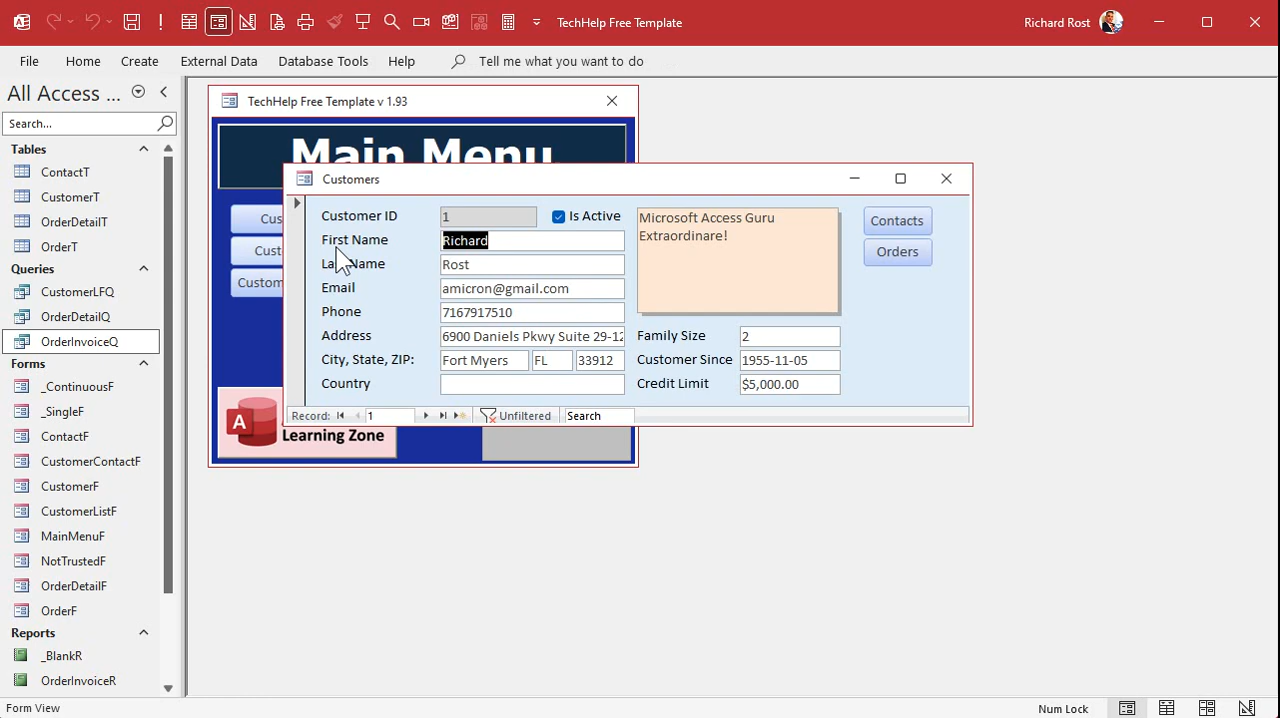 TechHelp Free Template
Richard Rost
File
Home
Create
External Data
Database Tools
Help
Tell me what you want to do
All Access ...
Search...
Tables
ContactT
CustomerT
OrderDetailT
OrderT
Queries
CustomerLFQ
OrderDetailQ
OrderInvoiceQ
Forms
_ContinuousF
_SingleF
ContactF
CustomerContactF
CustomerF
CustomerListF
MainMenuF
NotTrustedF
OrderDetailF
OrderF
Reports
_BlankR
OrderInvoiceR
TechHelp Free Template v 1.93
Main Menu
Cus
Cust
Custom
A
Learning Zone
Customers
Customer ID 1 Is Active
First Name Richard
Last Name Rost
Email amicron@gmail.com
Phone 7167917510
Address 6900 Daniels Pkwy Suite 29-12
City, State, ZIP: Fort Myers FL 33912
Country
Microsoft Access Guru
Extraordinare!
Family Size 2
Customer Since 1955-11-05
Credit Limit $5,000.00
Contacts
Orders
Record: 1 Unfiltered Search
Form View
Num Lock